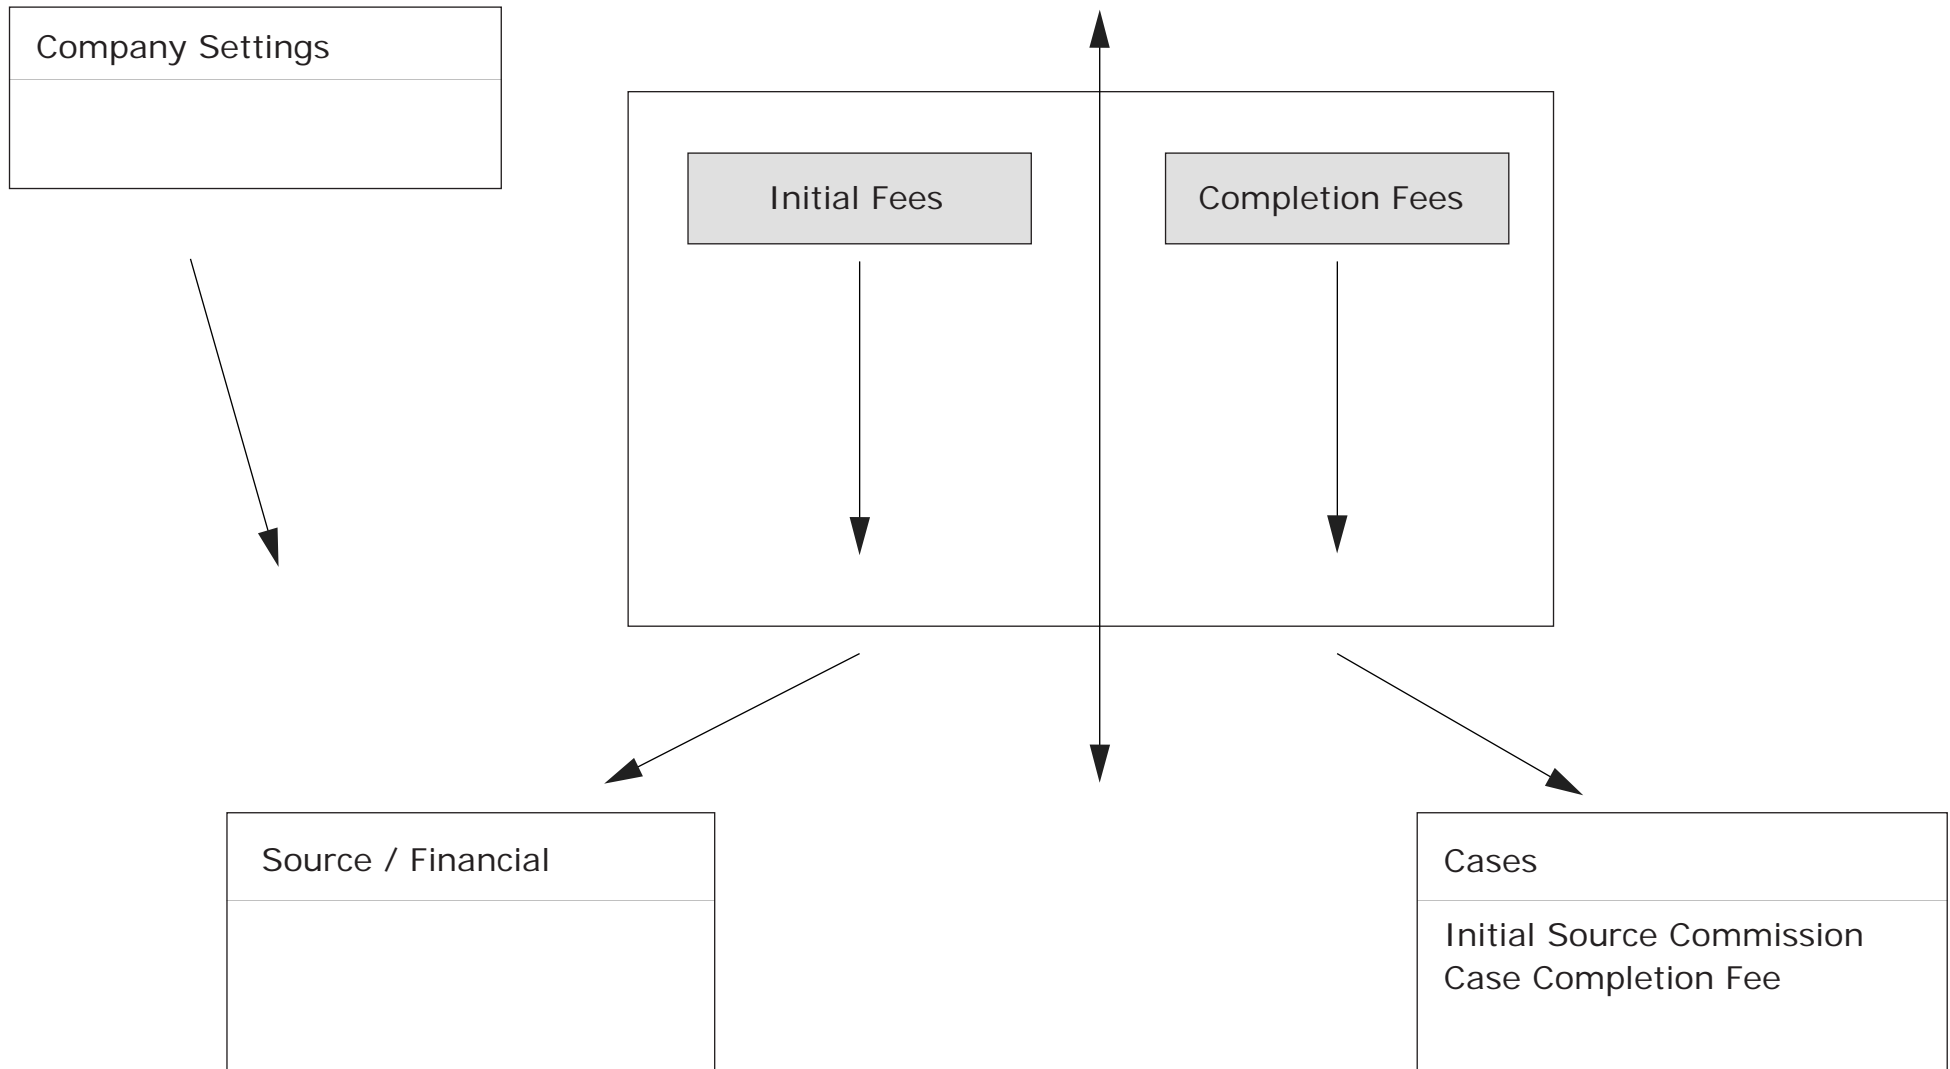 Company Settings
Initial Fees
Completion Fees
Source / Financial
Cases
Initial Source Commission
Case Completion Fee